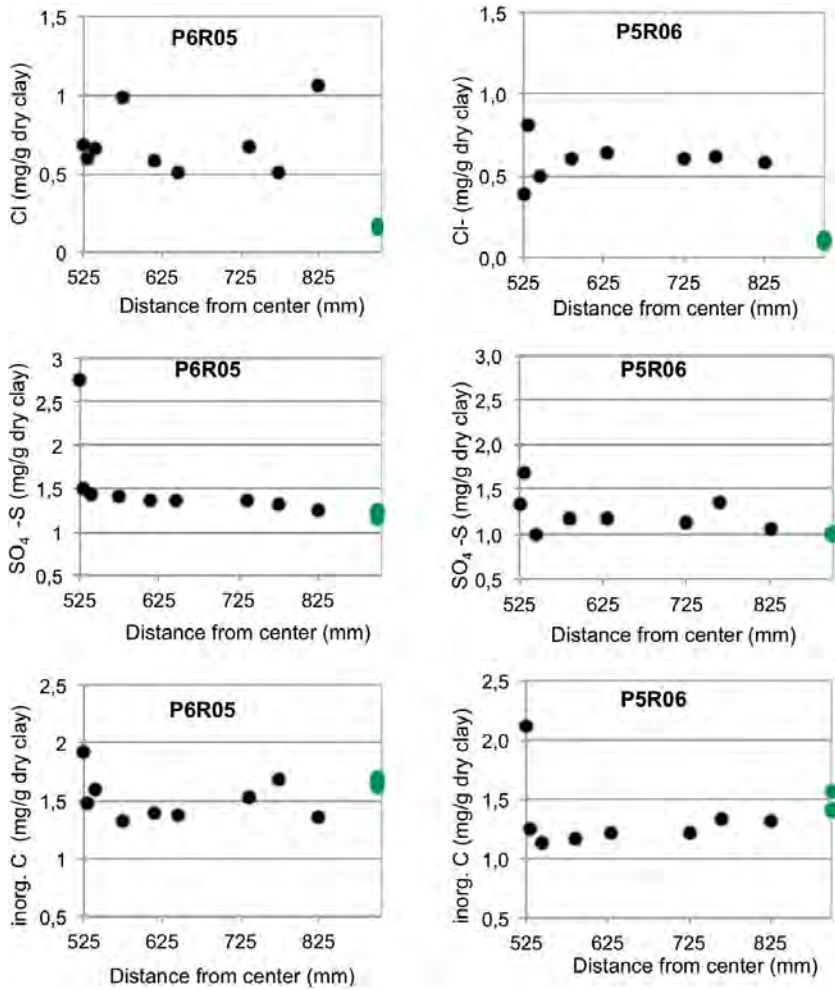 P6R05
Cl (mg/g dry clay)
1,5
1
0,5
0
525 625 725 825
Distance from center (mm)
P5R06
Cl- (mg/g dry clay)
1,5
1,0
0,5
0,0
525 625 725 825
Distance from center (mm)
P6R05
SO₄ -S (mg/g dry clay)
3
2,5
2
1,5
1
0,5
525 625 725 825
Distance from center (mm)
P5R06
SO₄ -S (mg/g dry clay)
3,0
2,5
2,0
1,5
1,0
0,5
525 625 725 825
Distance from center (mm)
P6R05
inorg. C (mg/g dry clay)
2,5
2
1,5
1
0,5
525 625 725 825
Distance from center (mm)
P5R06
inorg. C (mg/g dry clay)
2,5
2,0
1,5
1,0
0,5
525 625 725 825
Distance from center (mm)